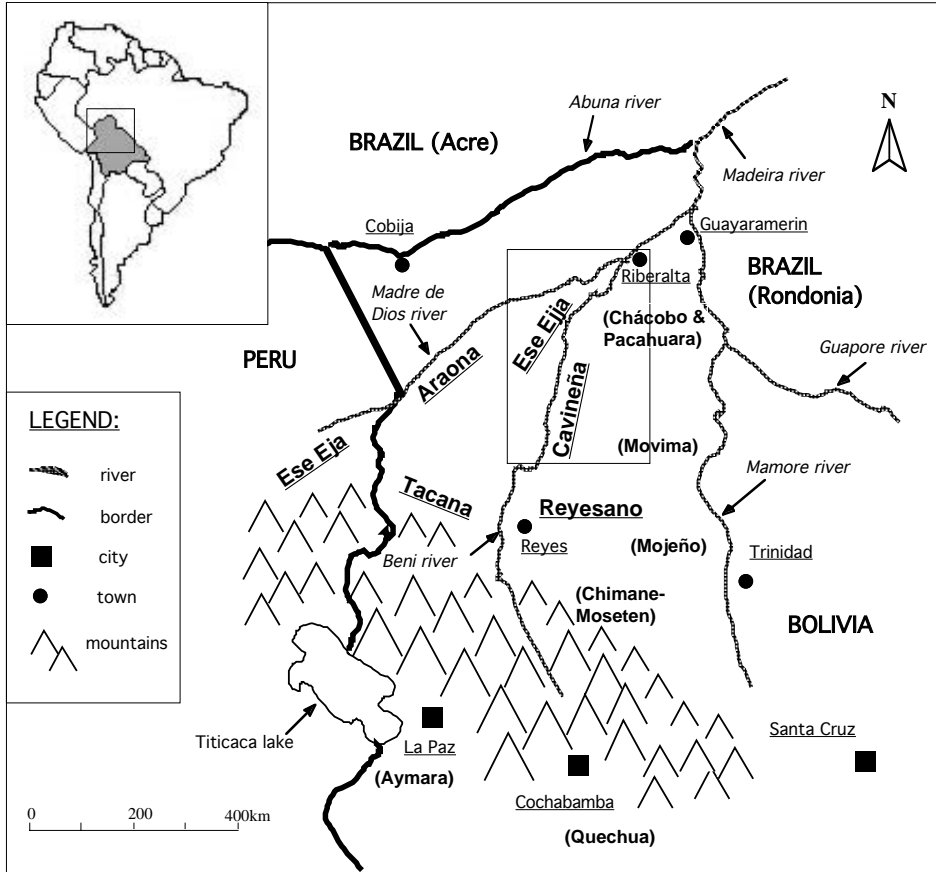 Abuna river
N
BRAZIL (Acre)
Madeira river
Cobija
Guayaramerin
Riberalta
BRAZIL
(Rondonia)
Madre de
Dios river
Ese Ejja
(Chácobo &
Pacahuara)
Guapore river
PERU
Araona
Cavineña
LEGEND:
river
border
city
town
mountains
Ese Eja
(Movima)
Mamore river
Tacana
Reyesano
Reyes
Beni river
(Mojeño)
Trinidad
(Chimane-
Moseten)
BOLIVIA
Titicaca lake
La Paz
(Aymara)
Santa Cruz
Cochabamba
(Quechua)
0 200 400km